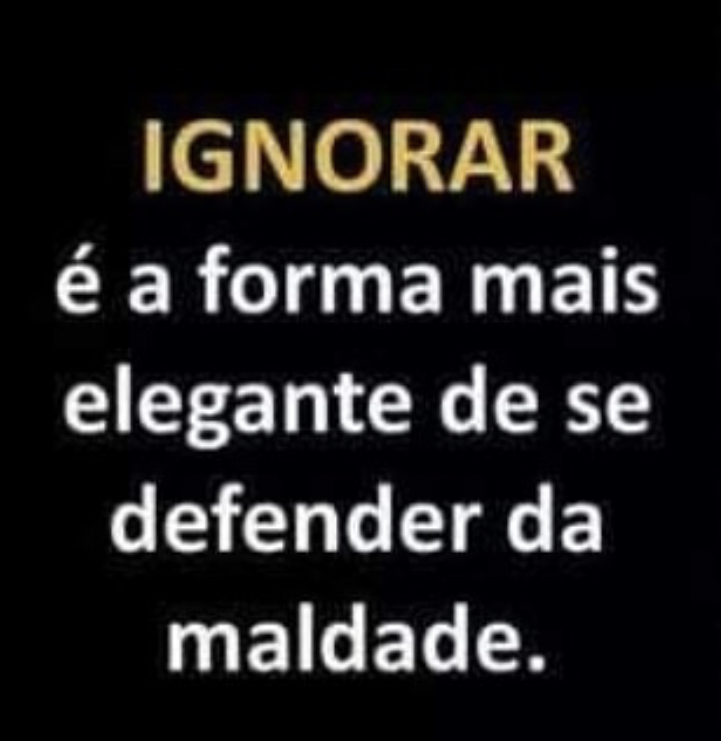 IGNORAR
é a forma mais
elegante de se
defender da
maldade.